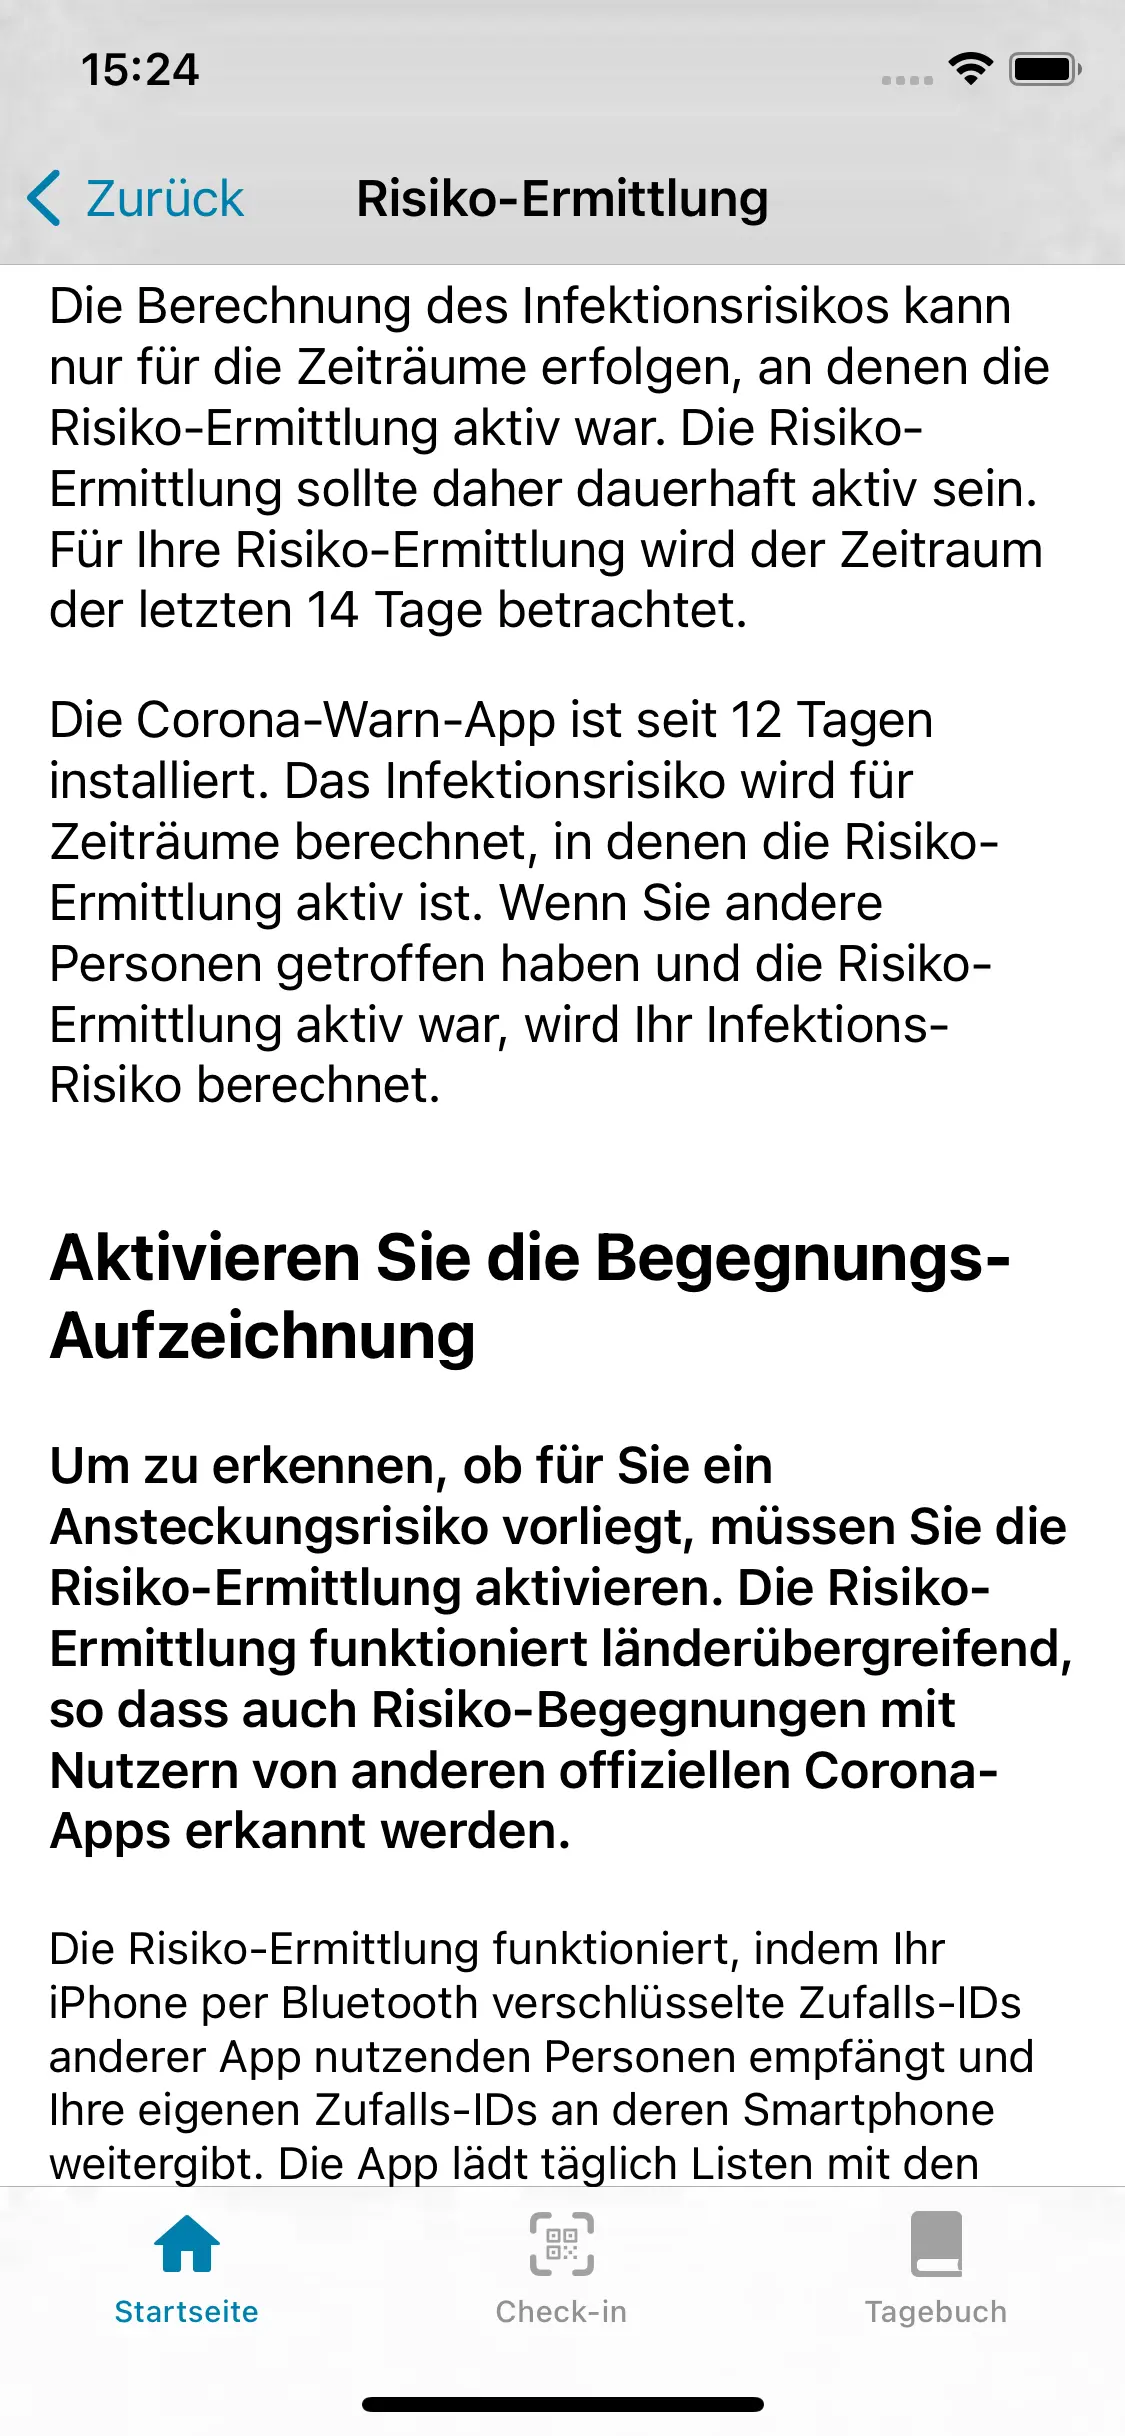 15:24
Zurück
Risiko-Ermittlung
Die Berechnung des Infektionsrisikos kann
nur für die Zeiträume erfolgen, an denen die
Risiko-Ermittlung aktiv war. Die Risiko-
Ermittlung sollte daher dauerhaft aktiv sein.
Für Ihre Risiko-Ermittlung wird der Zeitraum
der letzten 14 Tage betrachtet.
Die Corona-Warn-App ist seit 12 Tagen
installiert. Das Infektionsrisiko wird für
Zeiträume berechnet, in denen die Risiko-
Ermittlung aktiv ist. Wenn Sie andere
Personen getroffen haben und die Risiko-
Ermittlung aktiv war, wird Ihr Infektions-
Risiko berechnet.
Aktivieren Sie die Begegnungs-
Aufzeichnung
Um zu erkennen, ob für Sie ein
Ansteckungsrisiko vorliegt, müssen Sie die
Risiko-Ermittlung aktivieren. Die Risiko-
Ermittlung funktioniert länderübergreifend,
so dass auch Risiko-Begegnungen mit
Nutzern von anderen offiziellen Corona-
Apps erkannt werden.
Die Risiko-Ermittlung funktioniert, indem Ihr
iPhone per Bluetooth verschlüsselte Zufalls-IDs
anderer App nutzenden Personen empfängt und
Ihre eigenen Zufalls-IDs an deren Smartphone
weitergibt. Die App lädt täglich Listen mit den
Startseite
Check-in
Tagebuch